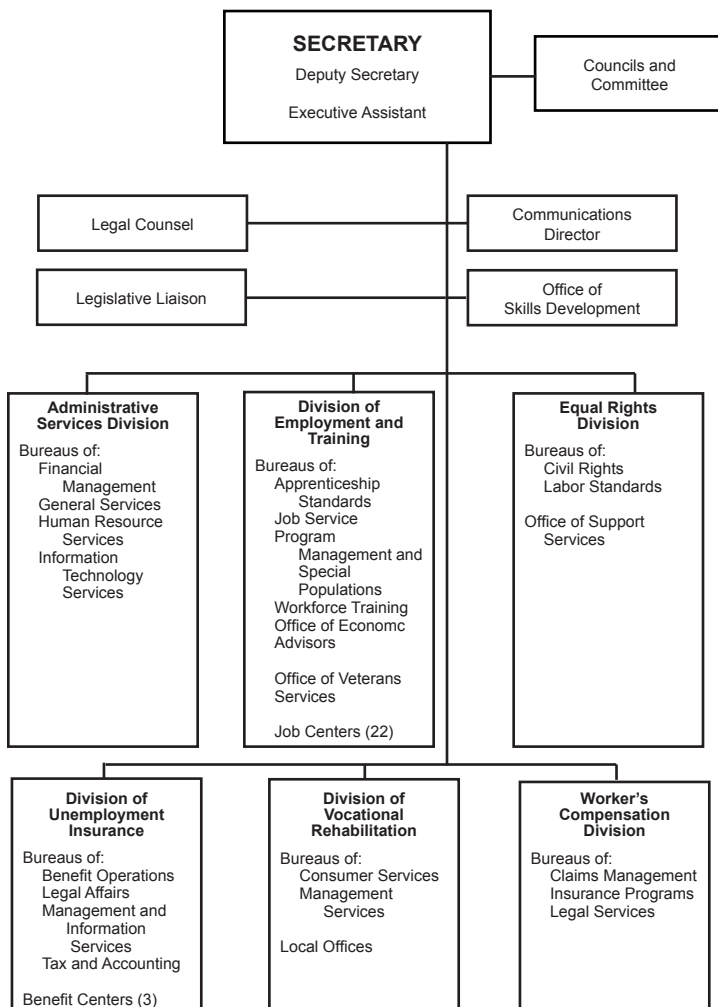 SECRETARY
Deputy Secretary
Executive Assistant
Councils and
Committee
Legal Counsel
Communications
Director
Legislative Liaison
Office of
Skills Development
Administrative
Services Division
Bureaus of:
Financial
Management
General Services
Human Resource
Services
Information
Technology
Services
Division of
Employment and
Training
Bureaus of:
Apprenticeship
Standards
Job Service
Program
Management and
Special
Populations
Workforce Training
Office of Economc
Advisors
Office of Veterans
Services
Job Centers (22)
Equal Rights
Division
Bureaus of:
Civil Rights
Labor Standards
Office of Support
Services
Division of
Unemployment
Insurance
Bureaus of:
Benefit Operations
Legal Affairs
Management and
Information
Services
Tax and Accounting
Benefit Centers (3)
Division of
Vocational
Rehabilitation
Bureaus of:
Consumer Services
Management
Services
Local Offices
Worker's
Compensation
Division
Bureaus of:
Claims Management
Insurance Programs
Legal Services